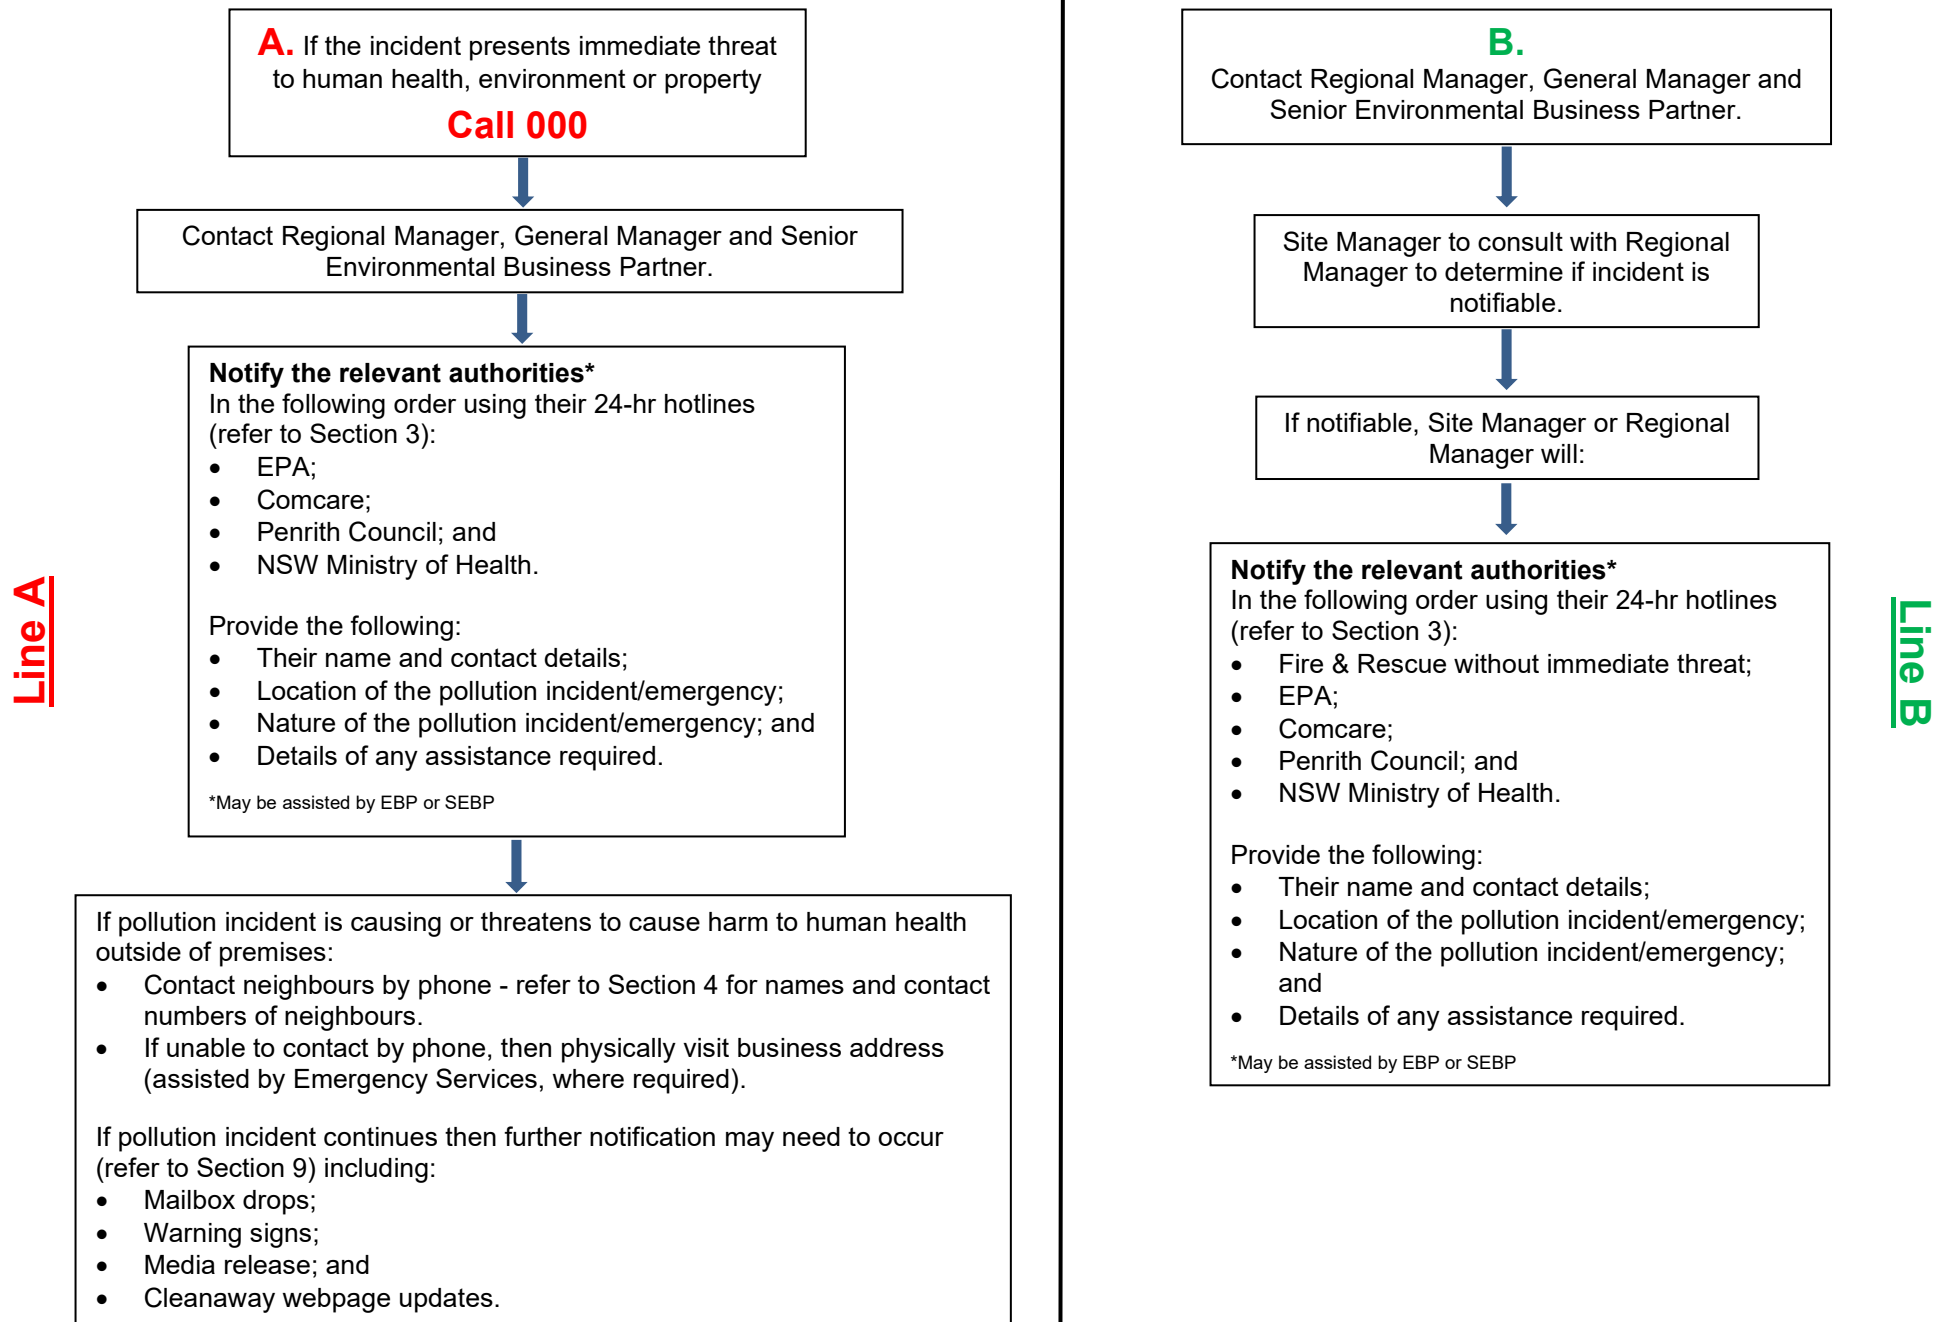 A. If the incident presents immediate threat
to human health, environment or property
Call 000
Contact Regional Manager, General Manager and Senior
Environmental Business Partner.
Notify the relevant authorities*
In the following order using their 24-hr hotlines
(refer to Section 3):
• EPA;
• Comcare;
• Penrith Council; and
• NSW Ministry of Health.
Provide the following:
• Their name and contact details;
• Location of the pollution incident/emergency;
• Nature of the pollution incident/emergency; and
• Details of any assistance required.
*May be assisted by EBP or SEBP
Line A
If pollution incident is causing or threatens to cause harm to human health
outside of premises:
• Contact neighbours by phone - refer to Section 4 for names and contact
numbers of neighbours.
• If unable to contact by phone, then physically visit business address
(assisted by Emergency Services, where required).
If pollution incident continues then further notification may need to occur
(refer to Section 9) including:
• Mailbox drops;
• Warning signs;
• Media release; and
• Cleanaway webpage updates.
B.
Contact Regional Manager, General Manager and
Senior Environmental Business Partner.
Site Manager to consult with Regional
Manager to determine if incident is
notifiable.
If notifiable, Site Manager or Regional
Manager will:
Notify the relevant authorities*
In the following order using their 24-hr hotlines
(refer to Section 3):
• Fire & Rescue without immediate threat;
• EPA;
• Comcare;
• Penrith Council; and
• NSW Ministry of Health.
Provide the following:
• Their name and contact details;
• Location of the pollution incident/emergency;
• Nature of the pollution incident/emergency;
and
• Details of any assistance required.
*May be assisted by EBP or SEBP
Line B